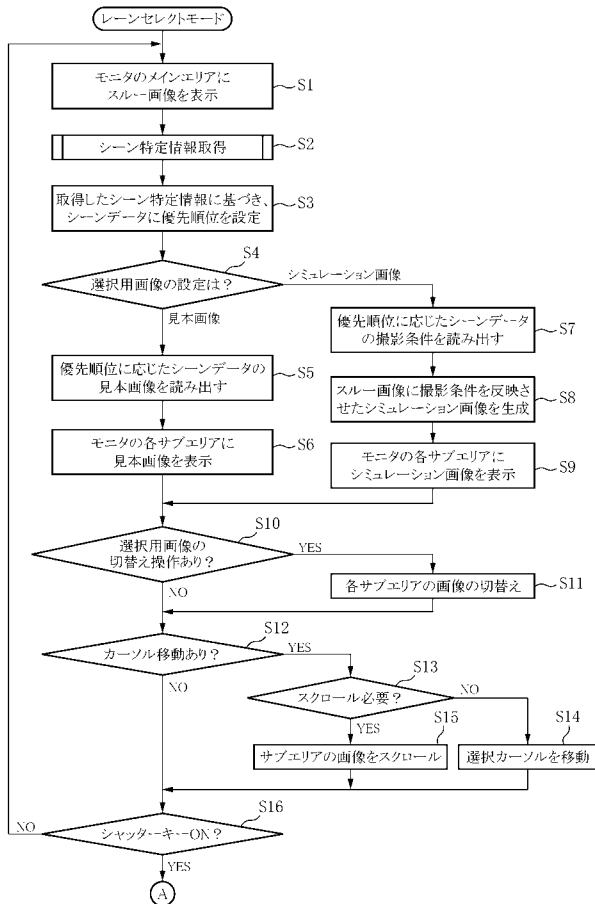 レーンセレクトモード
モニタのメインエリアに
スルー画像を表示
S1
シーン特定情報取得
S2
取得したシーン特定情報に基づき、
シーンデータに優先順位を設定
S3
S4
選択用画像の設定は？
シミュレーション画像
見本画像
優先順位に応じたシーンデータの
見本画像を読み出す
S5
モニタの各サブエリアに
見本画像を表示
S6
優先順位に応じたシーンデータ
の撮影条件を読み出す
S7
スルー画像に撮影条件を反映
させたシミュレーション画像を生成
S8
モニタの各サブエリアに
シミュレーション画像を表示
S9
S10
選択用画像の
切替え操作あり？
YES
NO
各サブエリアの画像の切替え
S11
S12
カーソル移動あり？
YES
NO
S13
スクロール必要？
NO
YES
S15
サブエリアの画像をスクロール
S14
選択カーソルを移動
S16
シャッターキーON？
NO
YES
A